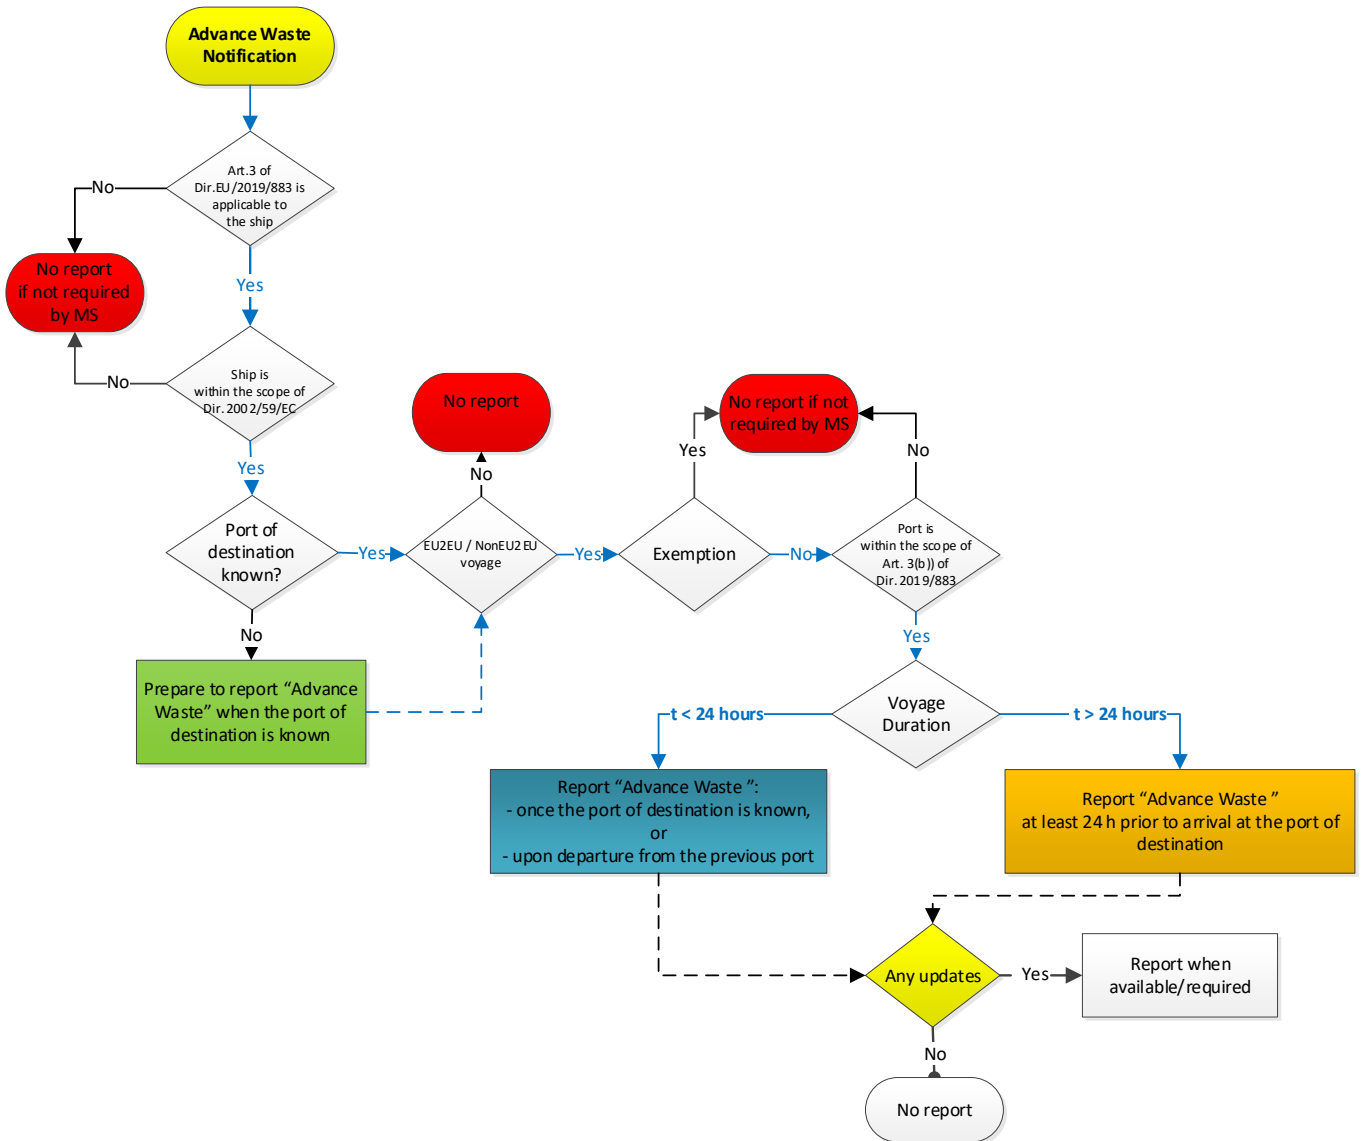 Advance Waste
Notification
Art.3 of
Dir.EU/2019/883 is
applicable to
the ship
No
No report
if not required
by MS
Yes
Ship is
within the scope of
Dir.2002/59/EC
No
Yes
Port of
destination
known?
Yes
No
Prepare to report “Advance
Waste” when the port of
destination is known
EU2EU / NonEU2EU
voyage
No
No report
Yes
Exemption
Yes
No report if not
required by MS
No
No
Port is
within the scope of
Art. 3(b)) of
Dir.2019/883
Yes
Voyage
Duration
t < 24 hours
t > 24 hours
Report “Advance Waste ”:
- once the port of destination is known,
or
- upon departure from the previous port
Report “Advance Waste ”
at least 24 h prior to arrival at the port of
destination
Any updates
Yes
Report when
available/required
No
No report